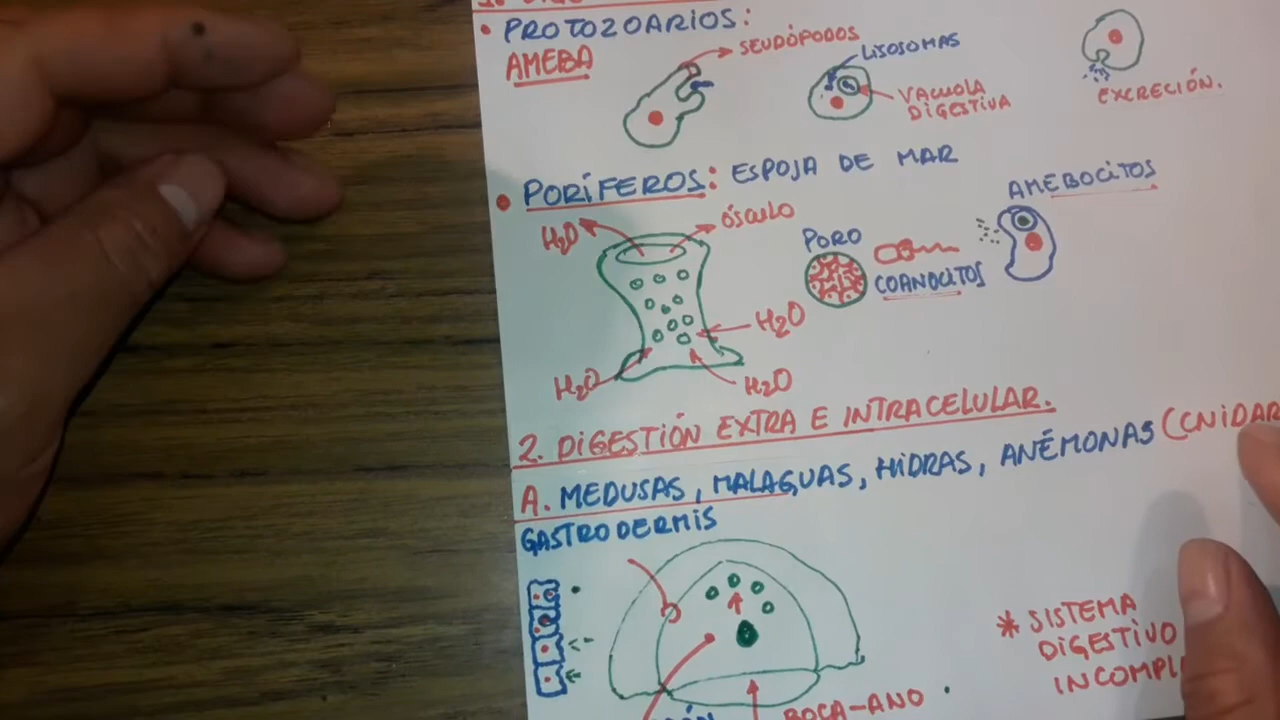 • PROTOZOARIOS:
AMEBA
SEUDÓPODOS
LISOSOMAS
VACUOLA
DIGESTIVA
EXCRECIÓN.
• PORÍFEROS: ESPOJA DE MAR
H₂O
ÓSCULO
PORO
COANOCITOS
AMEBOCITOS
H₂O
H₂O
H₂O
2. DIGESTIÓN EXTRA E INTRACELULAR.
A. MEDUSAS, MALAGUAS, HIDRAS, ANÉMONAS (CNIDAR
GASTRODERMIS
* SISTEMA
DIGESTIVO
INCOMPL
BOCA-ANO